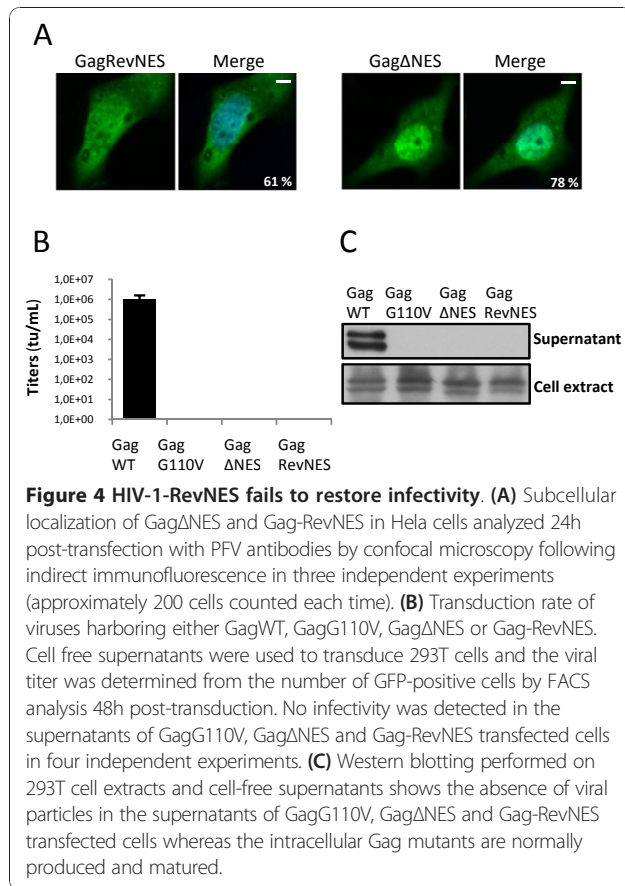 A
GagRevNES Merge GagΔNES Merge
61 % 78 %
B
Titers (tu/mL)
1,0E+07
1,0E+06
1,0E+05
1,0E+04
1,0E+03
1,0E+02
1,0E+01
1,0E+00
Gag Gag Gag Gag
WT G110V ΔNES RevNES
C
Gag Gag Gag Gag
WT G110V ΔNES RevNES
Supernatant
Cell extract
Figure 4 HIV-1-RevNES fails to restore infectivity. (A) Subcellular
localization of GagΔNES and Gag-RevNES in Hela cells analyzed 24h
post-transfection with PFV antibodies by confocal microscopy following
indirect immunofluorescence in three independent experiments
(approximately 200 cells counted each time). (B) Transduction rate of
viruses harboring either GagWT, GagG110V, GagΔNES or Gag-RevNES.
Cell free supernatants were used to transduce 293T cells and the viral
titer was determined from the number of GFP-positive cells by FACS
analysis 48h post-transduction. No infectivity was detected in the
supernatants of GagG110V, GagΔNES and Gag-RevNES transfected cells
in four independent experiments. (C) Western blotting performed on
293T cell extracts and cell-free supernatants shows the absence of viral
particles in the supernatants of GagG110V, GagΔNES and Gag-RevNES
transfected cells whereas the intracellular Gag mutants are normally
produced and matured.